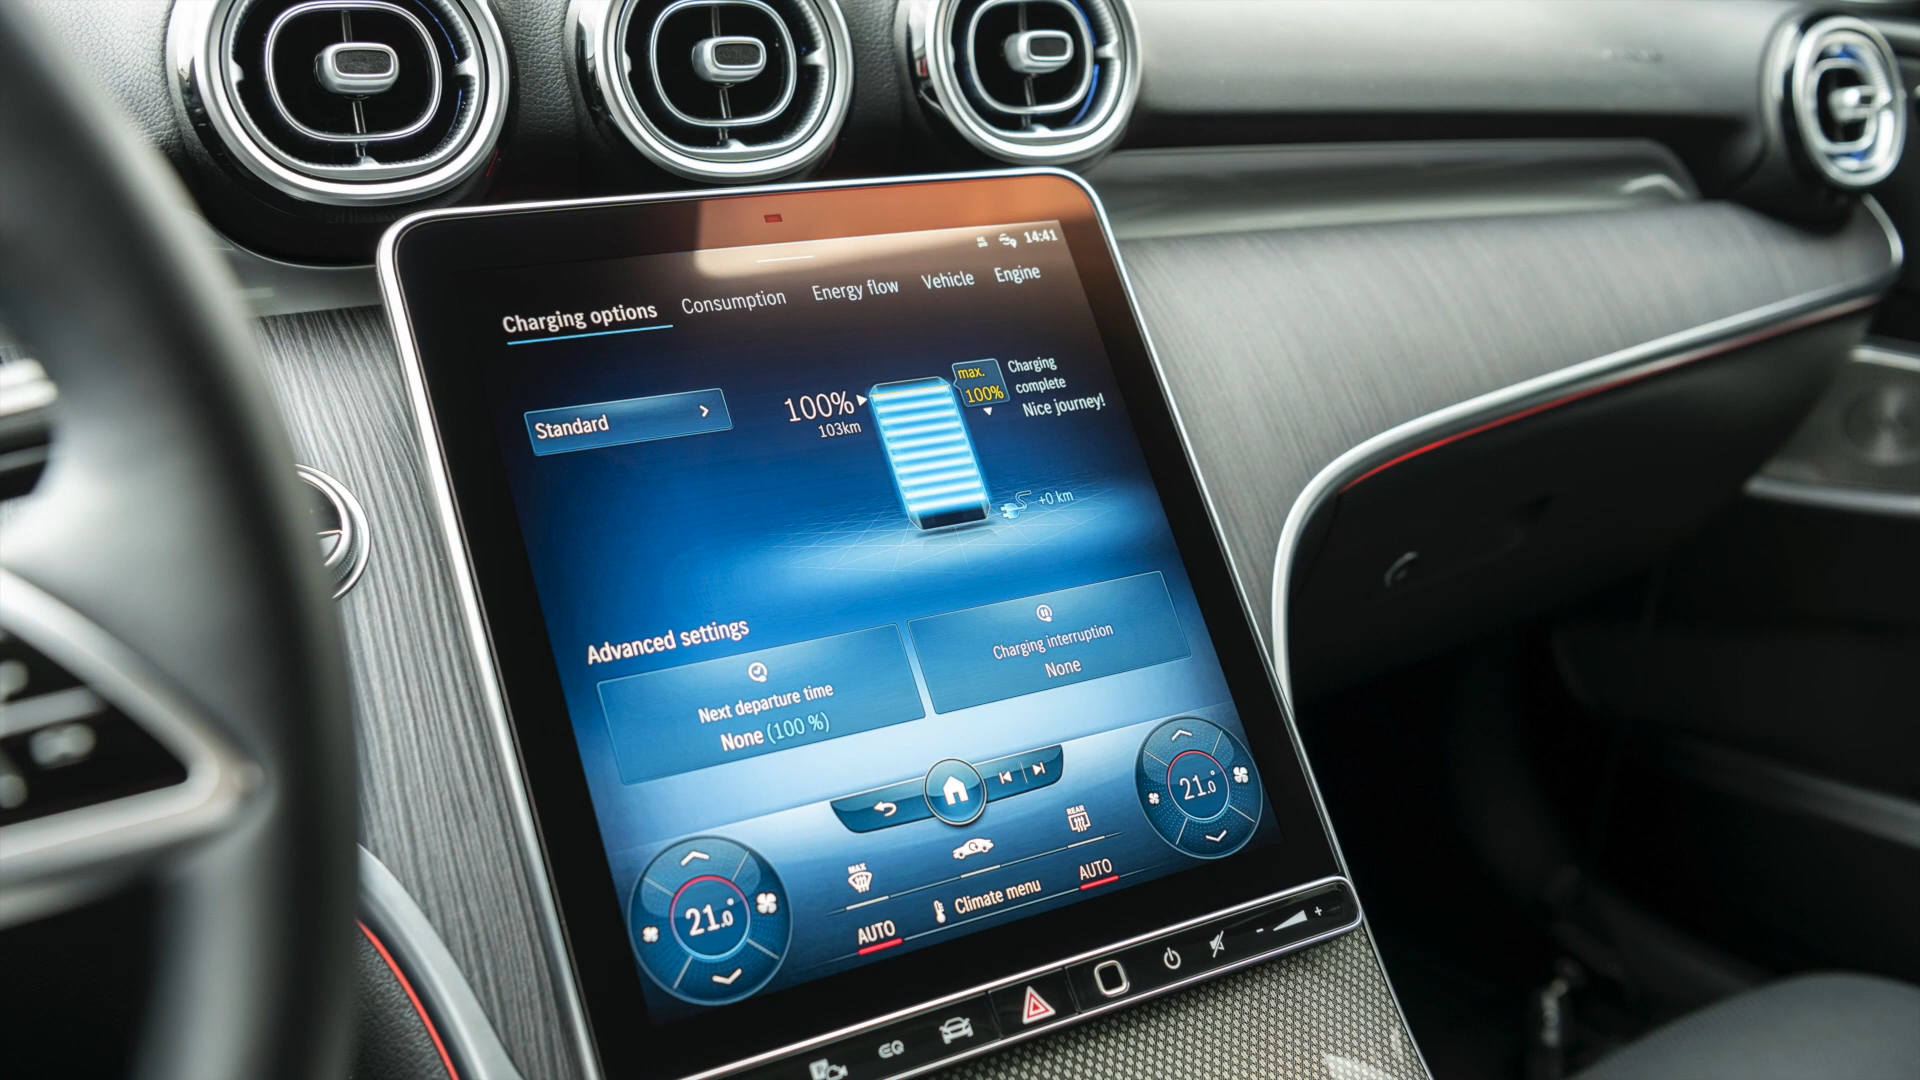 14:41
Charging options
Consumption
Energy flow
Vehicle
Engine
Standard
100%
103km
max.
100%
Charging
complete
Nice journey!
+0 km
Advanced settings
Next departure time
None (100 %)
Charging interruption
None
21.0°
21.0°
MAX
REAR
AUTO
Climate menu
AUTO
EQ
- +